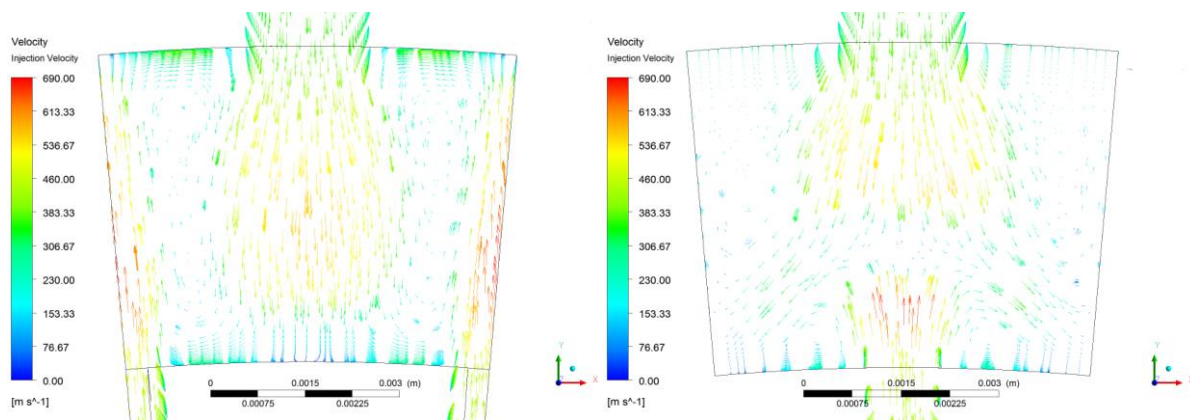 Velocity
Injection Velocity
690.00
613.33
536.67
460.00
383.33
306.67
230.00
153.33
76.67
0.00
[m s^-1]
0 0.0015 0.003 (m)
0.00075 0.00225
Y
X
Velocity
Injection Velocity
690.00
613.33
536.67
460.00
383.33
306.67
230.00
153.33
76.67
0.00
[m s^-1]
0 0.0015 0.003 (m)
0.00075 0.00225
Y